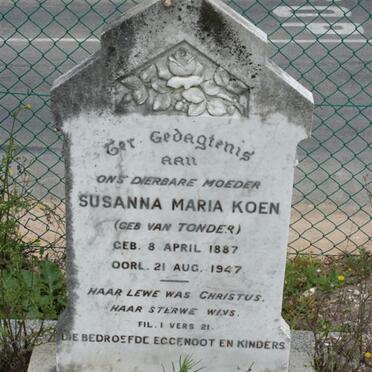 Ter Gedagtenis
aan
ONS DIERBARE MOEDER
SUSANNA MARIA KOEN
(GEB VAN TONDER)
GEB. 8 APRIL 1887
OORL. 21 AUG. 1947
HAAR LEWE WAS CHRISTUS.
HAAR STERWE WINS.
FIL. I VERS 21.
DIE BEDROEFDE EGGENOOT EN KINDERS